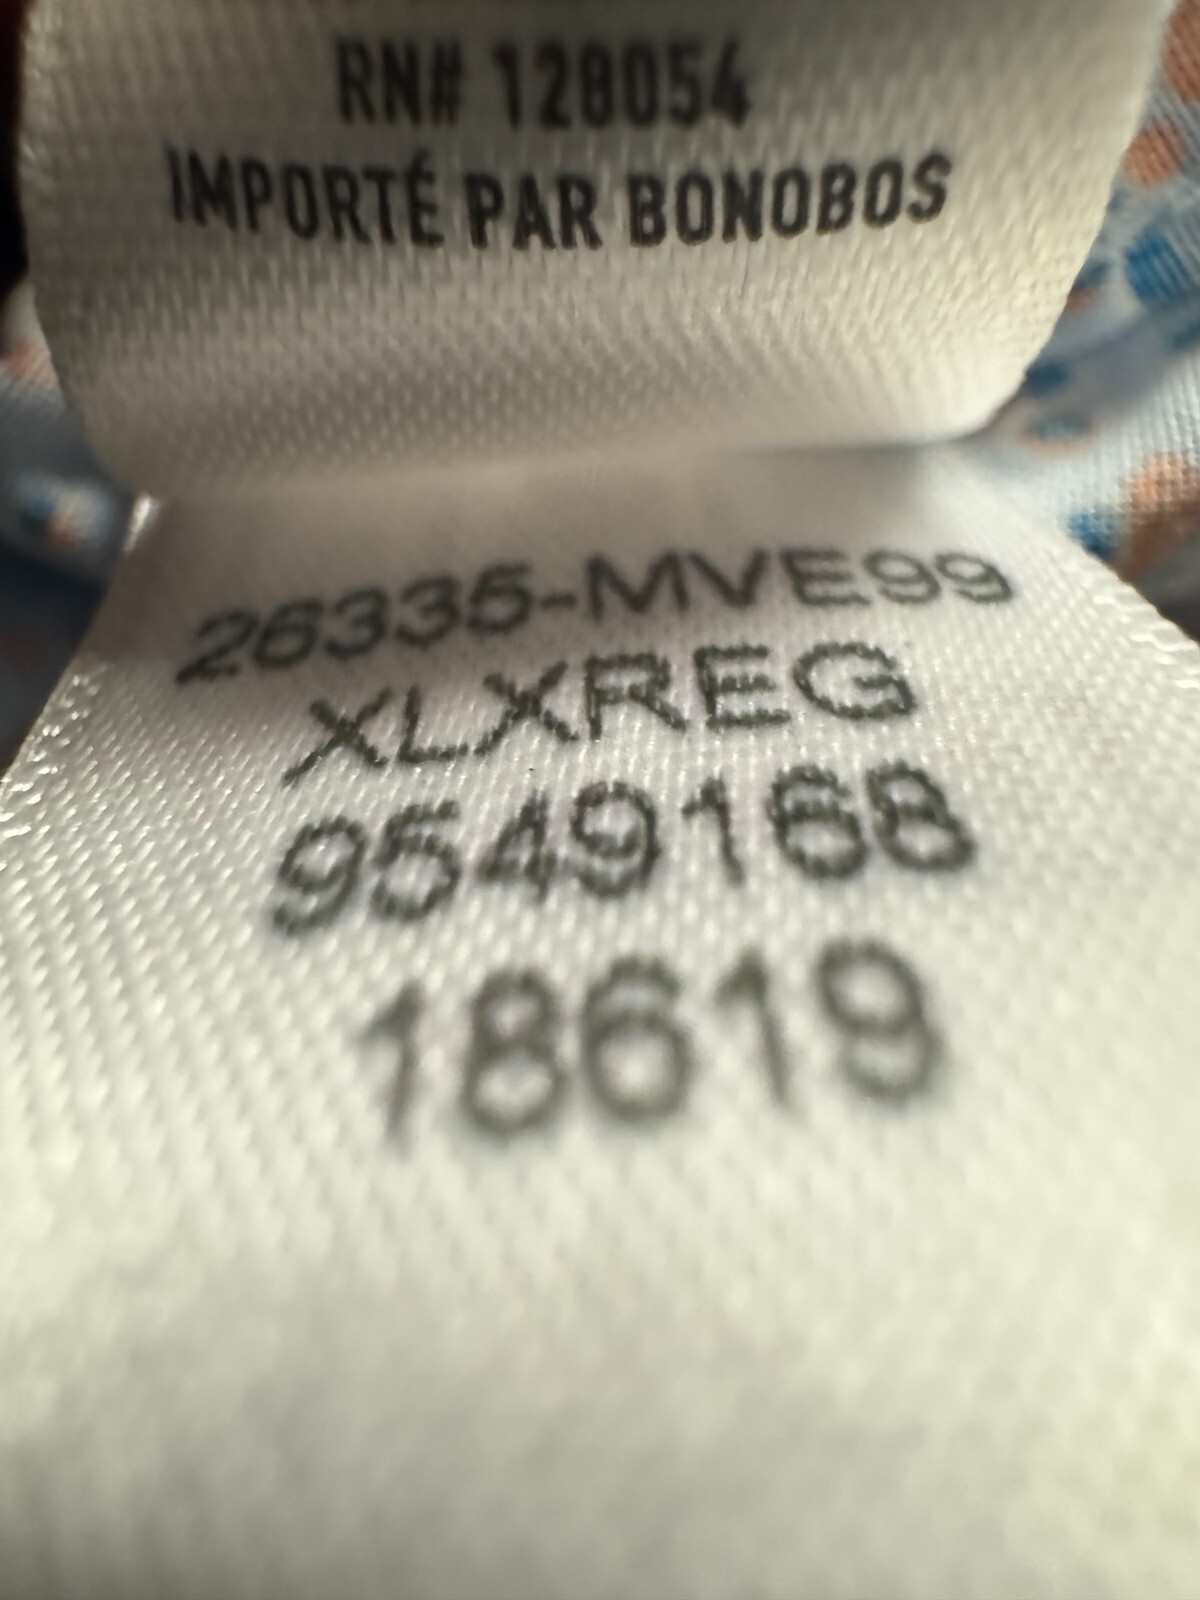 RN# 128054
IMPORTÉ PAR BONOBOS
26335-MVE99
XLXREG
9549168
18619